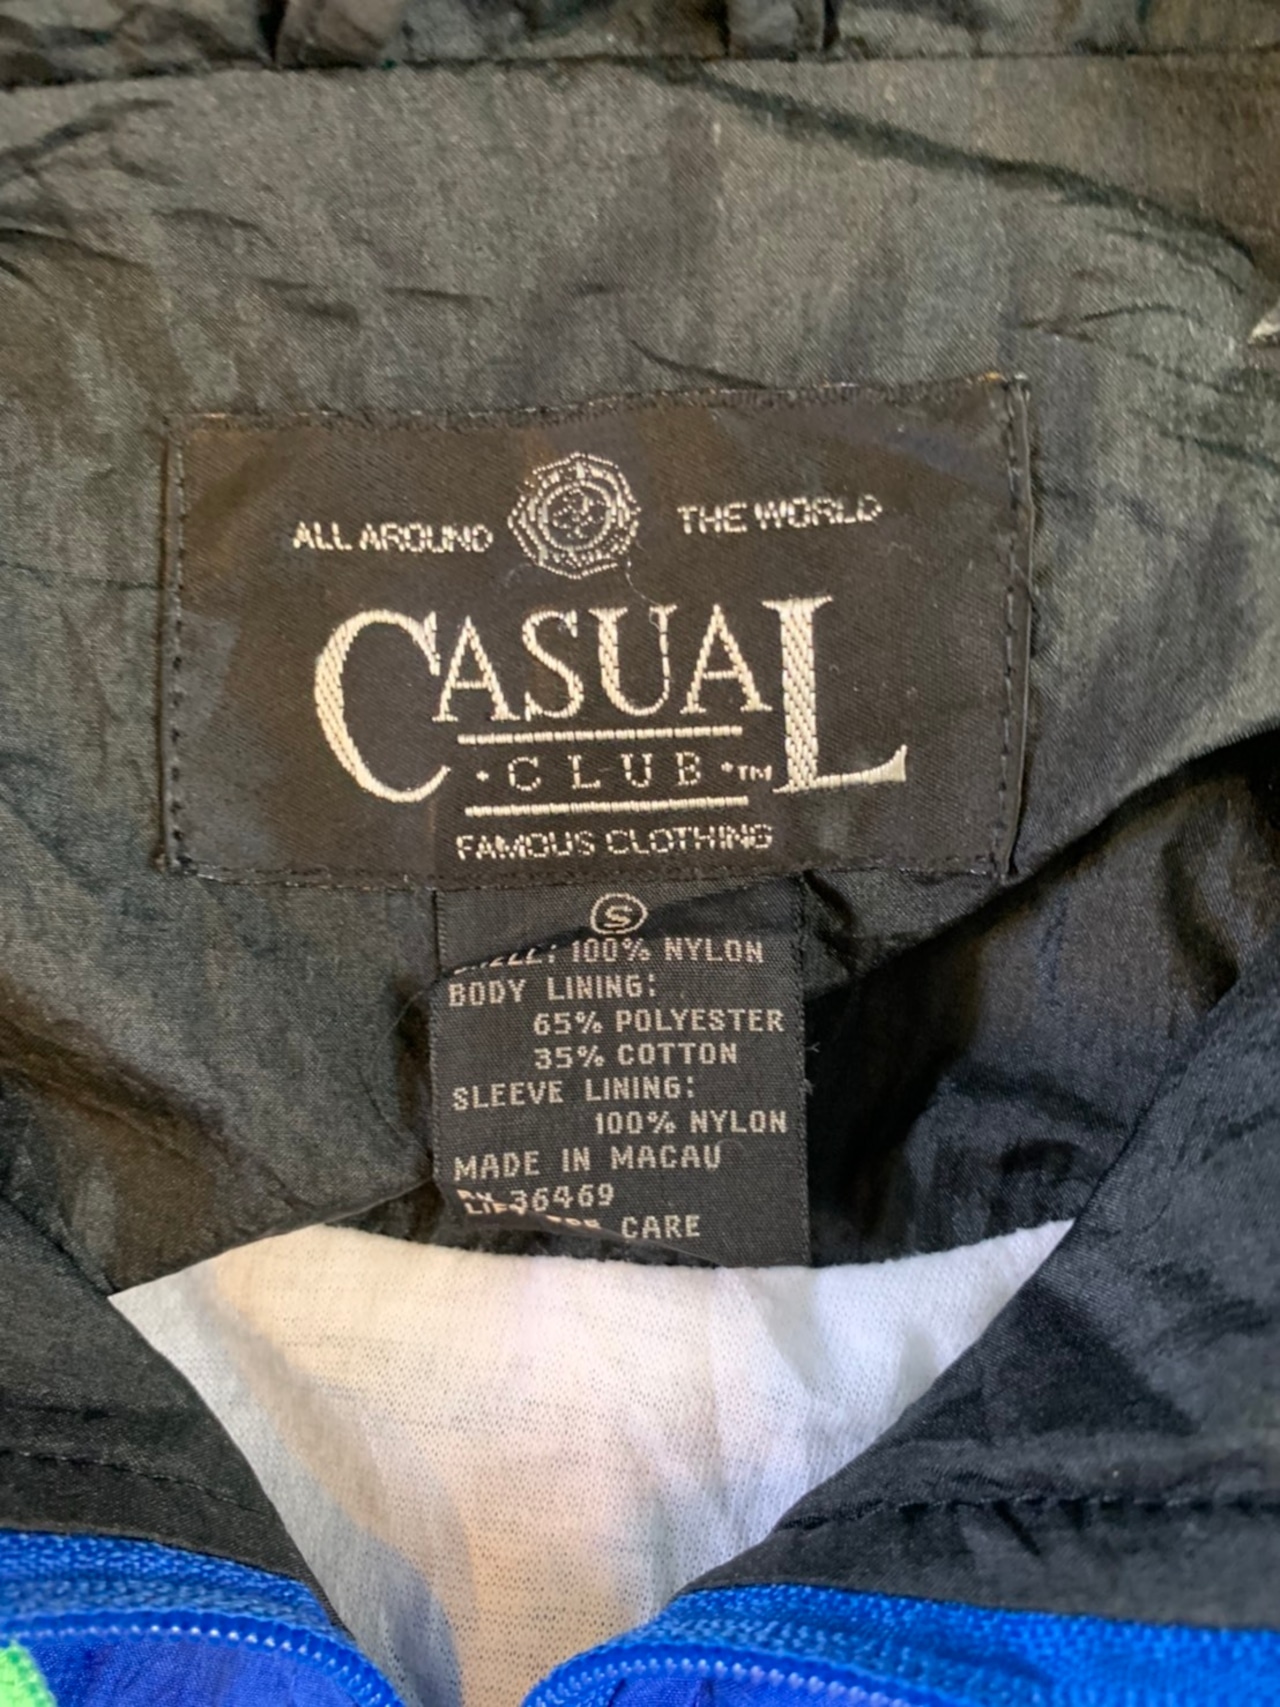 ALL AROUND THE WORLD
CASUAL
• CLUB •™
FAMOUS CLOTHING
S
100% NYLON
BODY LINING:
65% POLYESTER
35% COTTON
SLEEVE LINING:
100% NYLON
MADE IN MACAU
36469
CARE